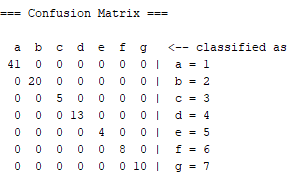 === Confusion Matrix ===
a b c d e f g <-- classified as
41 0 0 0 0 0 0 | a = 1
0 20 0 0 0 0 0 | b = 2
0 0 5 0 0 0 0 | c = 3
0 0 0 13 0 0 0 | d = 4
0 0 0 0 4 0 0 | e = 5
0 0 0 0 0 8 0 | f = 6
0 0 0 0 0 0 10 | g = 7